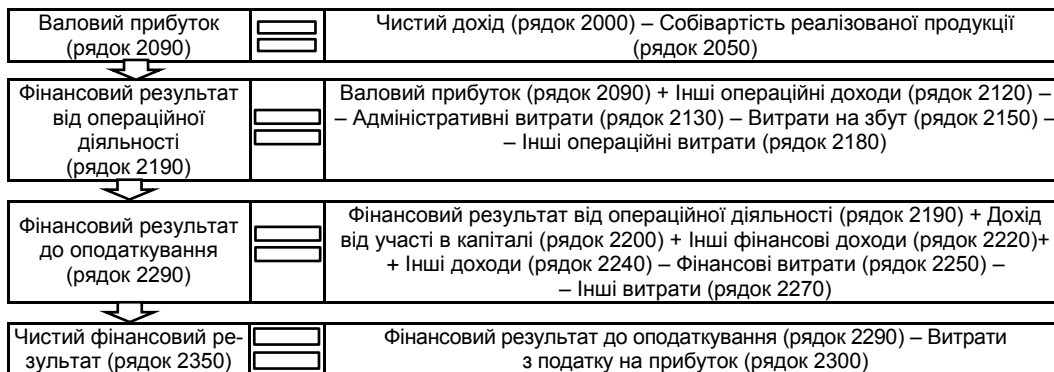 Валовий прибуток
(рядок 2090)
Чистий дохід (рядок 2000) – Собівартість реалізованої продукції
(рядок 2050)
Фінансовий результат
від операційної
діяльності
(рядок 2190)
Валовий прибуток (рядок 2090) + Інші операційні доходи (рядок 2120) –
– Адміністративні витрати (рядок 2130) – Витрати на збут (рядок 2150) –
– Інші операційні витрати (рядок 2180)
Фінансовий результат
до оподаткування
(рядок 2290)
Фінансовий результат від операційної діяльності (рядок 2190) + Дохід
від участі в капіталі (рядок 2200) + Інші фінансові доходи (рядок 2220)+
+ Інші доходи (рядок 2240) – Фінансові витрати (рядок 2250) –
– Інші витрати (рядок 2270)
Чистий фінансовий ре-
зультат (рядок 2350)
Фінансовий результат до оподаткування (рядок 2290) – Витрати
з податку на прибуток (рядок 2300)